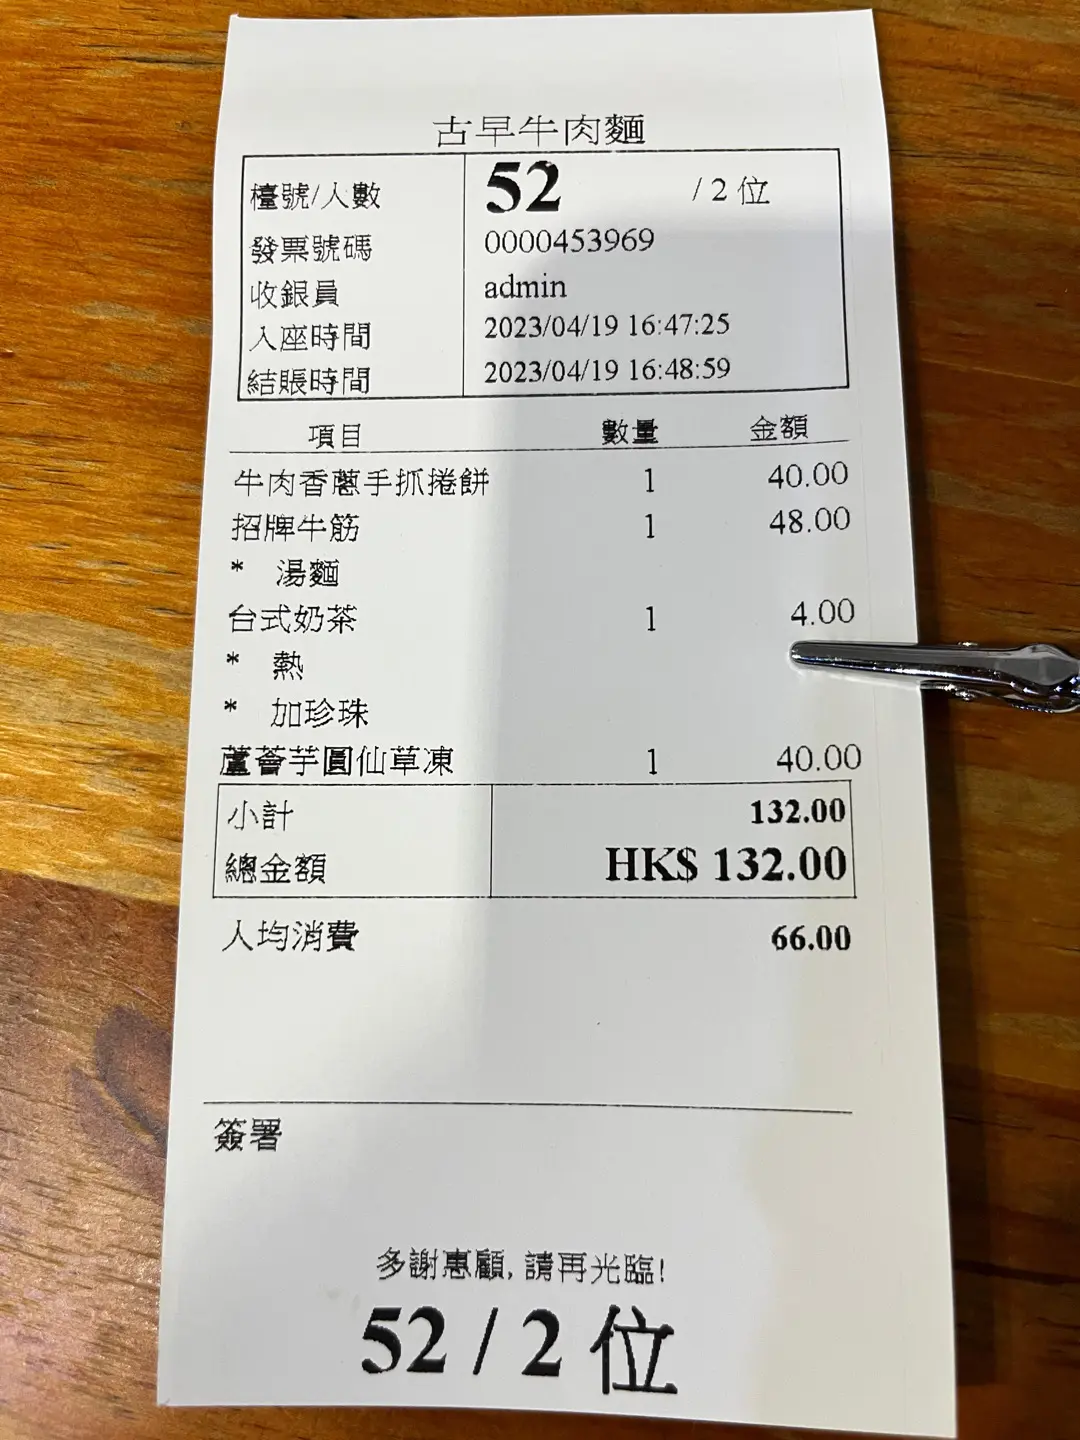 古早牛肉麵
檯號/人數 52 / 2 位
發票號碼 0000453969
收銀員 admin
入座時間 2023/04/19 16:47:25
結賬時間 2023/04/19 16:48:59
項目 數量 金額
牛肉香蔥手抓捲餅 1 40.00
招牌牛筋 1 48.00
* 湯麵
台式奶茶 1 4.00
* 熱
* 加珍珠
蘆薈芋圓仙草凍 1 40.00
小計 132.00
總金額 HK$ 132.00
人均消費 66.00
簽署
多謝惠顧, 請再光臨!
52 / 2 位